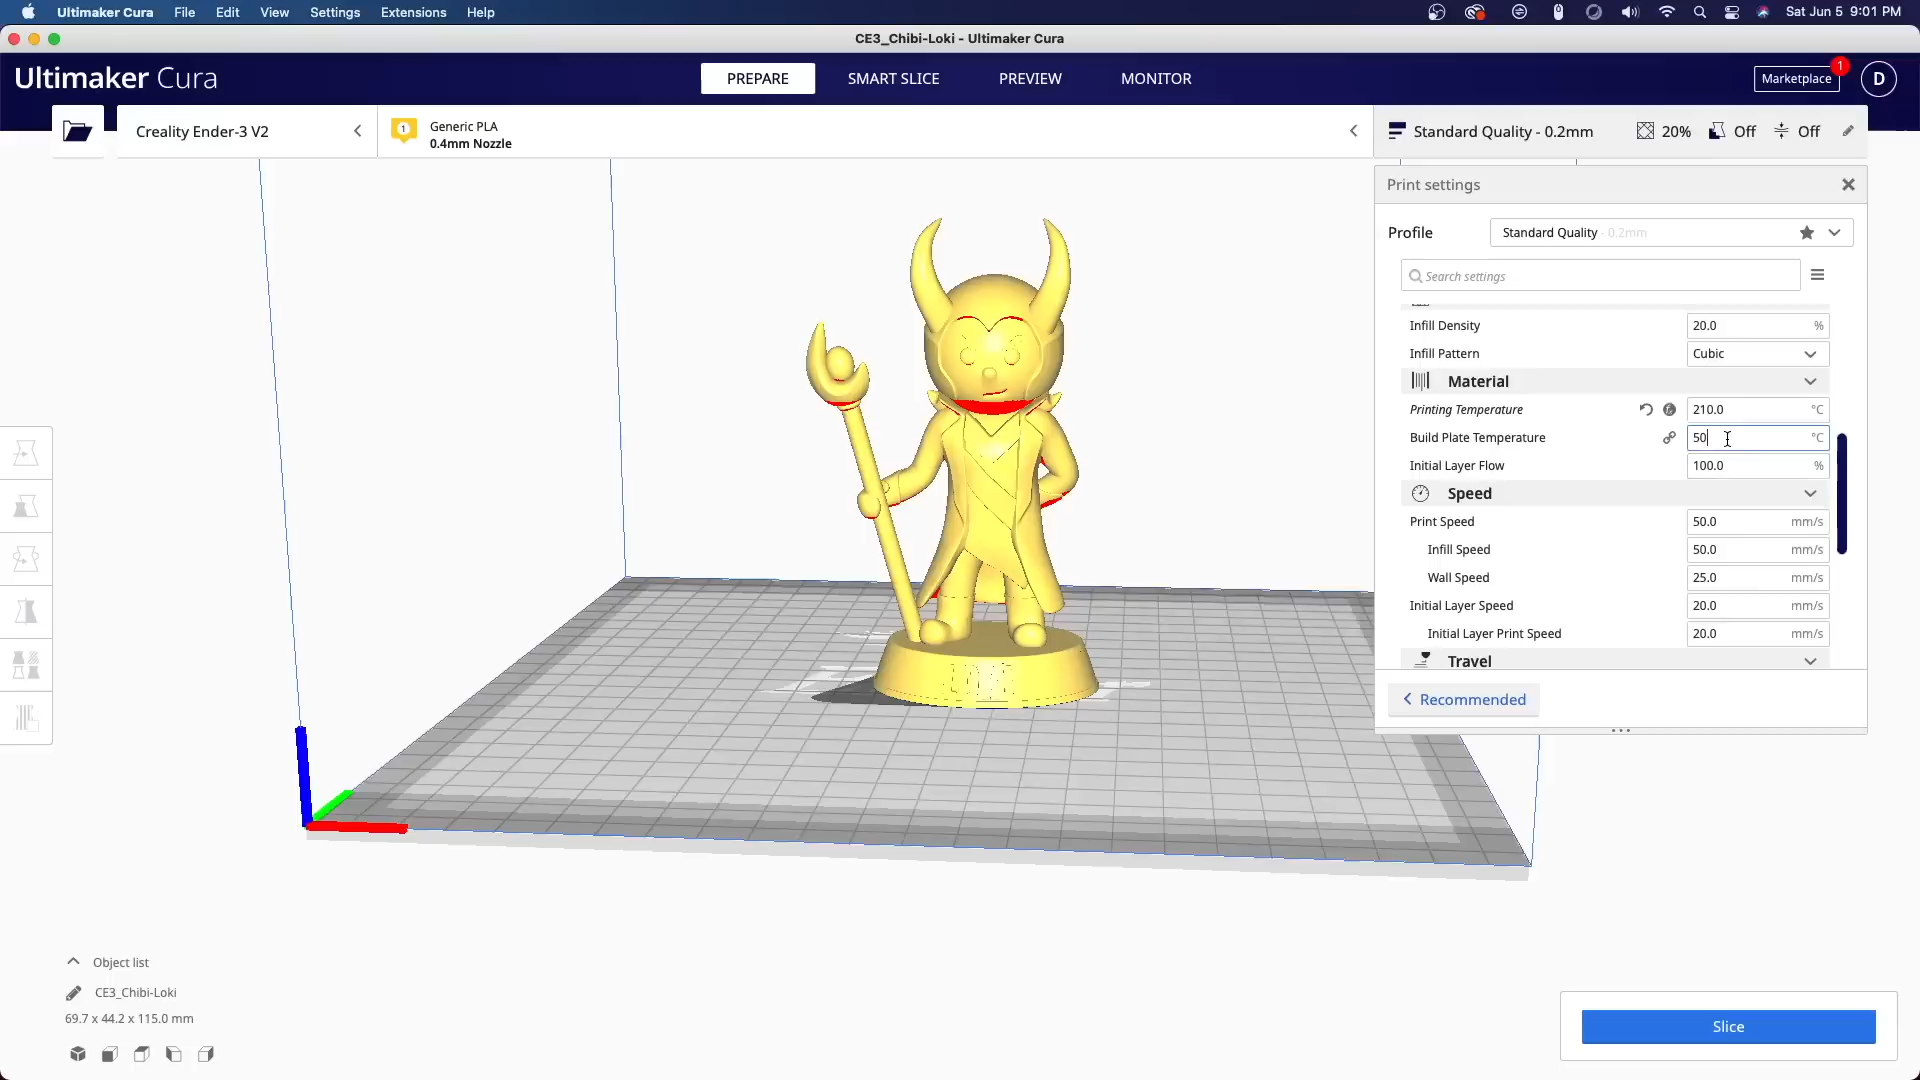 Ultimaker Cura File Edit View Settings Extensions Help Sat Jun 5 9:01 PM
CE3_Chibi-Loki - Ultimaker Cura
Ultimaker Cura PREPARE SMART SLICE PREVIEW MONITOR Marketplace 1 D
Creality Ender-3 V2
1 Generic PLA
0.4mm Nozzle
Standard Quality - 0.2mm 20% Off Off
Print settings
Profile Standard Quality - 0.2mm
Search settings
Infill Density 20.0 %
Infill Pattern Cubic
Material
Printing Temperature 210.0 °C
Build Plate Temperature 50 °C
Initial Layer Flow 100.0 %
Speed
Print Speed 50.0 mm/s
Infill Speed 50.0 mm/s
Wall Speed 25.0 mm/s
Initial Layer Speed 20.0 mm/s
Initial Layer Print Speed 20.0 mm/s
Travel
Recommended
Object list
CE3_Chibi-Loki
69.7 x 44.2 x 115.0 mm
Slice